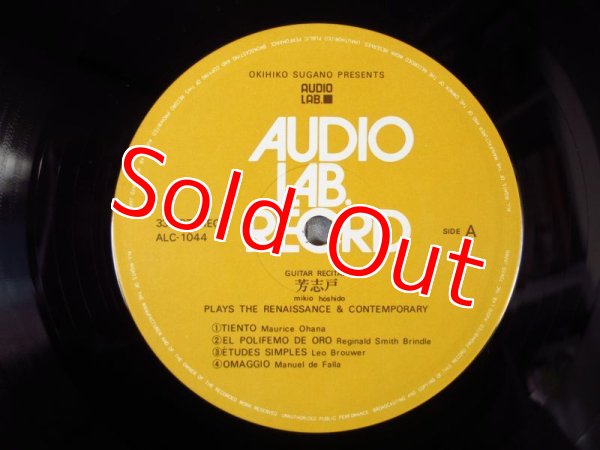 OKIHIKO SUGANO PRESENTS
AUDIO
LAB.
AUDIO
LAB.
RECORD
Sold Out
ALC-1044
SIDE A
GUITAR RECITAL
芳志戸
mikio hōshido
PLAYS THE RENAISSANCE & CONTEMPORARY
①TIENTO Maurice Ohana
②EL POLIFEMO DE ORO Reginald Smith Brindle
③ÉTUDES SIMPLES Leo Brouwer
④OMAGGIO Manuel de Falla